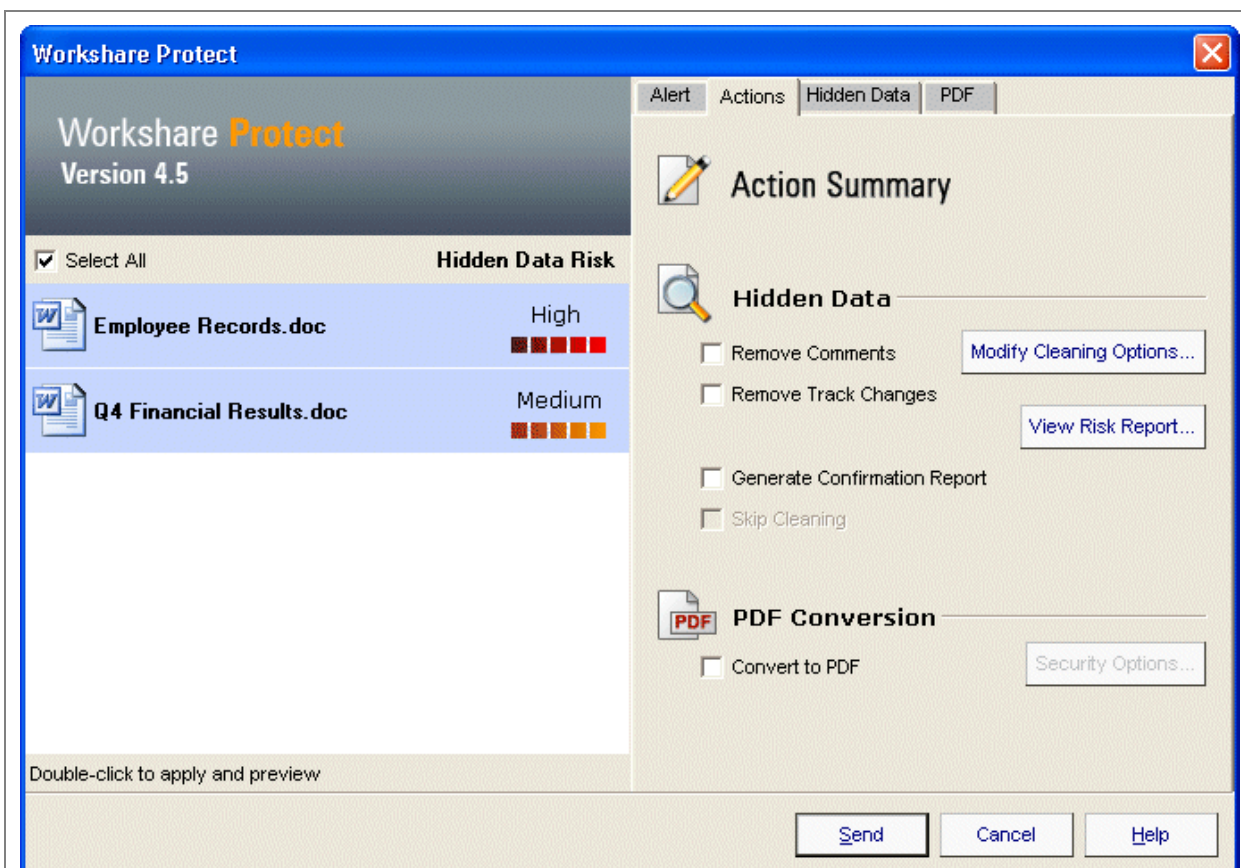 Workshare Protect
Workshare Protect
Version 4.5
Select All Hidden Data Risk
Employee Records.doc High
Q4 Financial Results.doc Medium
Double-click to apply and preview
Alert Actions Hidden Data PDF
Action Summary
Hidden Data
Remove Comments Modify Cleaning Options...
Remove Track Changes
View Risk Report...
Generate Confirmation Report
Skip Cleaning
PDF PDF Conversion
Convert to PDF Security Options...
Send Cancel Help